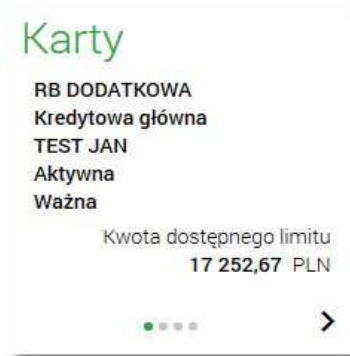 Karty
RB DODATKOWA
Kredytowa główna
TEST JAN
Aktywna
Ważna
Kwota dostępnego limitu
17 252,67 PLN